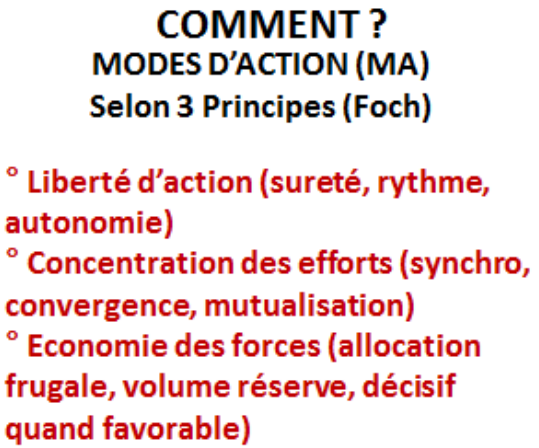 COMMENT ?
MODES D'ACTION (MA)
Selon 3 Principes (Foch)
° Liberté d'action (sureté, rythme,
autonomie)
° Concentration des efforts (synchro,
convergence, mutualisation)
° Economie des forces (allocation
frugale, volume réserve, décisif
quand favorable)